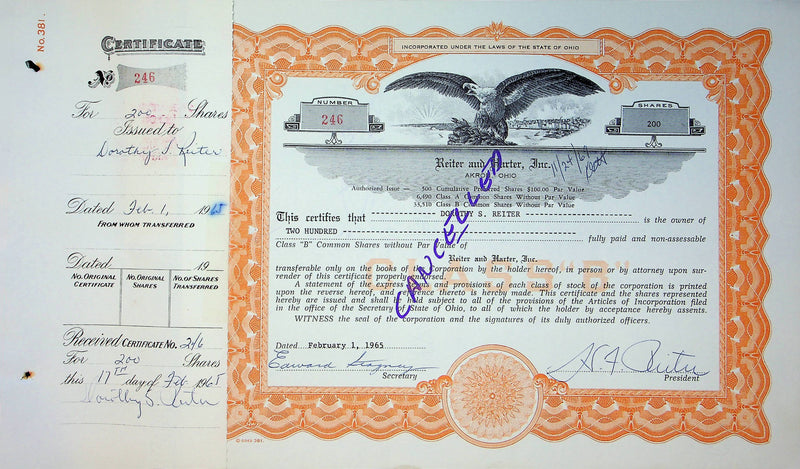 No. 381.
CERTIFICATE
No 246
For 200 Shares
Issued to
Dorothy S. Reiter
Dated Feb. 1, 1965
FROM WHOM TRANSFERRED
Dated 19
NO. ORIGINAL CERTIFICATE
NO. ORIGINAL SHARES
NO. OF SHARES TRANSFERRED
Received CERTIFICATE NO. 246
For 200 Shares
this 17TH day of Feb 1965
Dorothy S. Reiter
INCORPORATED UNDER THE LAWS OF THE STATE OF OHIO
NUMBER
246
SHARES
200
Reiter and Harter, Inc.
AKRON, OHIO
11/24/69
Authorized Issue — 500 Cumulative Preferred Shares $100.00 Par Value
6,490 Class A Common Shares Without Par Value
33,510 Class B Common Shares Without Par Value
CANCELLED
This certifies that DOROTHY S. REITER is the owner of
TWO HUNDRED fully paid and non-assessable
Class "B" Common Shares without Par Value of
Reiter and Harter, Inc.
CLASS "B"
transferable only on the books of the Corporation by the holder hereof, in person or by attorney upon sur-
render of this certificate properly endorsed.
A statement of the express terms and provisions of each class of stock of the corporation is printed
upon the reverse hereof, and reference thereto is hereby made. This certificate and the shares represented
hereby are issued and shall be held subject to all of the provisions of the Articles of Incorporation filed
in the office of the Secretary of State of Ohio, to all of which the holder by acceptance hereby assents.
WITNESS the seal of the Corporation and the signatures of its duly authorized officers.
Dated February 1, 1965
Edward
Secretary
Reiter
President